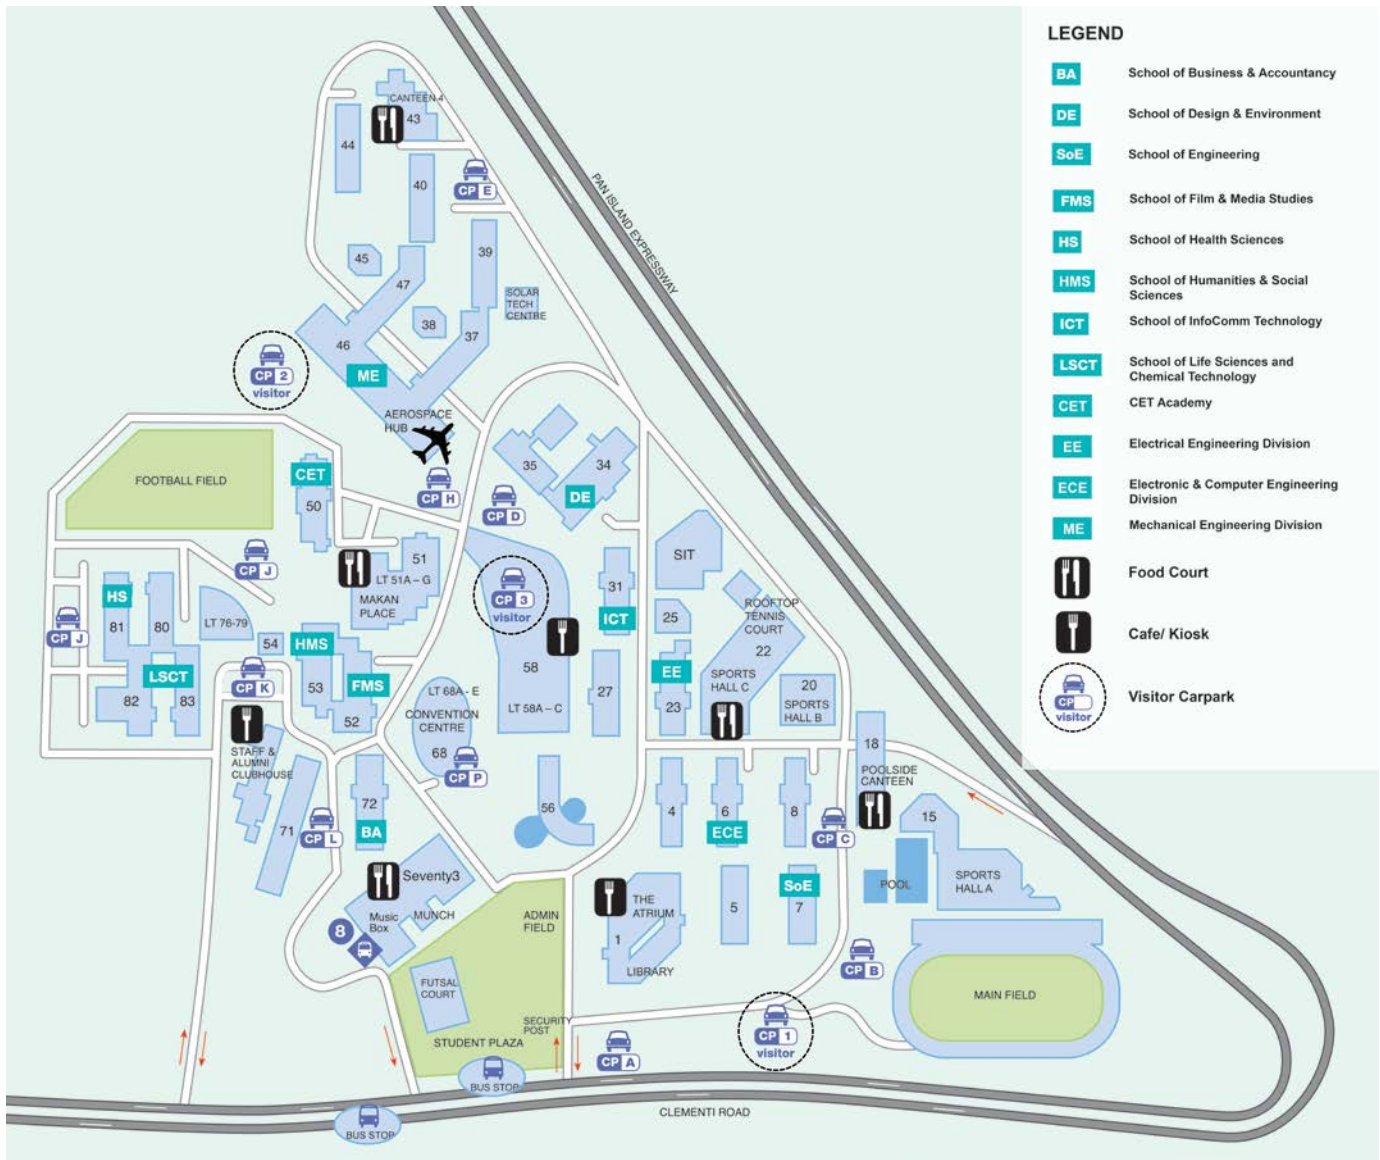 LEGEND
BA
School of Business & Accountancy
DE
School of Design & Environment
SoE
School of Engineering
FMS
School of Film & Media Studies
HS
School of Health Sciences
HMS
School of Humanities & Social
Sciences
ICT
School of InfoComm Technology
LSCT
School of Life Sciences and
Chemical Technology
CET
CET Academy
EE
Electrical Engineering Division
ECE
Electronic & Computer Engineering
Division
ME
Mechanical Engineering Division
Food Court
Cafe/ Kiosk
CP
visitor
Visitor Carpark
CANTEEN 4
43
44
40
CP E
PAN ISLAND EXPRESSWAY
45
47
39
SOLAR
TECH
CENTRE
38
37
46
CP 2
visitor
ME
AEROSPACE
HUB
CP H
FOOTBALL FIELD
CET
50
35
34
DE
CP D
CP J
51
LT 51A – G
MAKAN
PLACE
CP 3
visitor
SIT
31
ICT
25
ROOFTOP
TENNIS
COURT
22
HS
81
80
LT 76-79
CP J
54
HMS
LSCT
82
83
CP K
53
FMS
52
58
LT 58A – C
27
EE
23
SPORTS
HALL C
20
SPORTS
HALL B
LT 68A - E
CONVENTION
CENTRE
68
CP P
STAFF &
ALUMNI
CLUBHOUSE
71
CP L
72
BA
56
4
6
ECE
8
CP C
18
POOLSIDE
CANTEEN
15
POOL
SPORTS
HALL A
Seventy3
Music
Box
MUNCH
8
ADMIN
FIELD
THE
ATRIUM
1
LIBRARY
5
SoE
7
CP B
FUTSAL
COURT
SECURITY
POST
STUDENT PLAZA
CP A
CP 1
visitor
MAIN FIELD
BUS STOP
BUS STOP
CLEMENTI ROAD